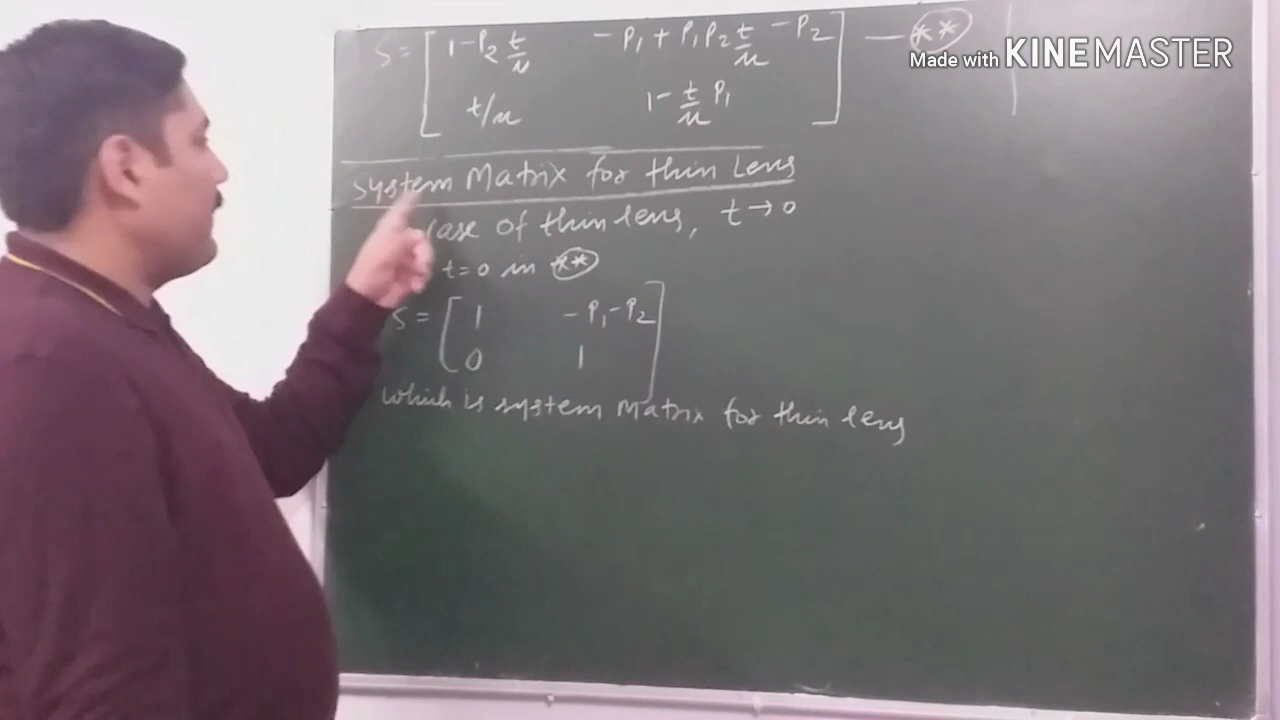 S = [ 1 - P₂ t/μ    - P₁ + P₁P₂ t/μ - P₂ ] — **
t/μ    1 - t/μ P₁
Made with KINEMASTER
System Matrix for thin Lens
case of thin lens, t → 0
t = 0 in **
S = [ 1    - P₁ - P₂ ]
0    1
which is system Matrix for thin lens